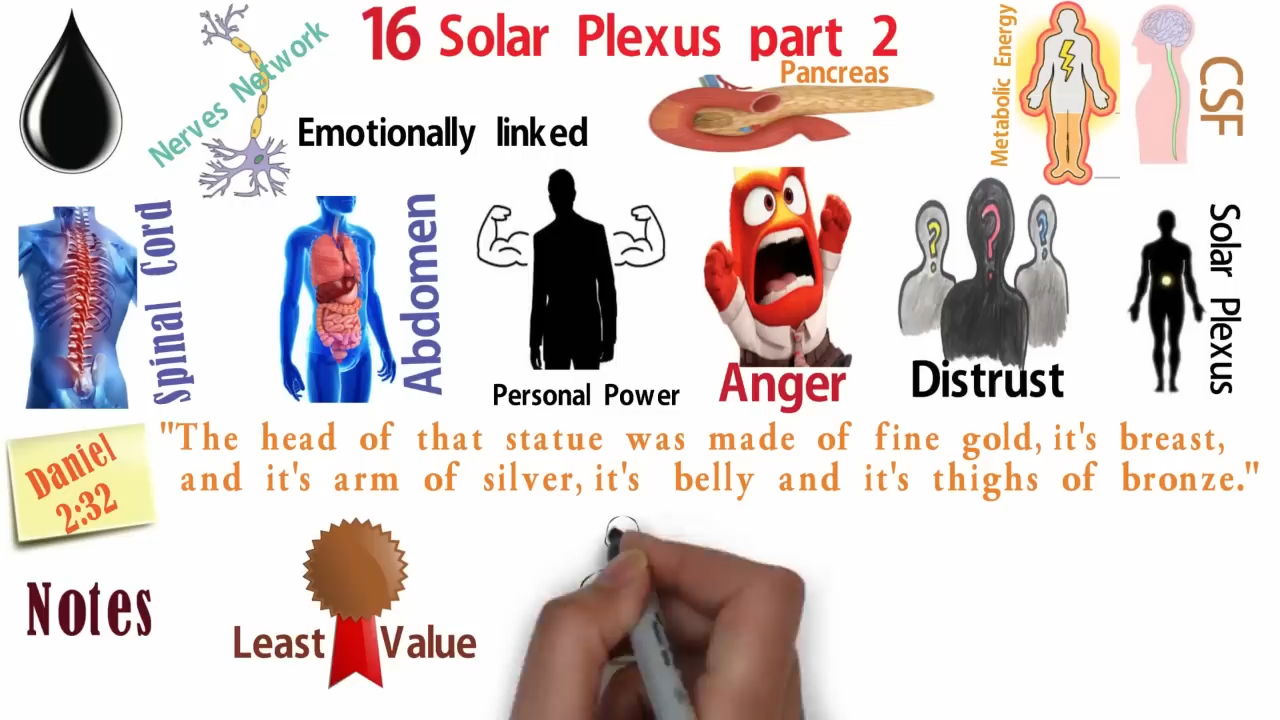 16 Solar Plexus part 2
Nerves Network
Emotionally linked
Pancreas
Metabolic Energy
CSF
Spinal Cord
Abdomen
Personal Power
Anger
? ? ?
Distrust
Solar Plexus
Daniel
2:32
"The head of that statue was made of fine gold, it's breast,
and it's arm of silver, it's belly and it's thighs of bronze."
Notes
Least Value